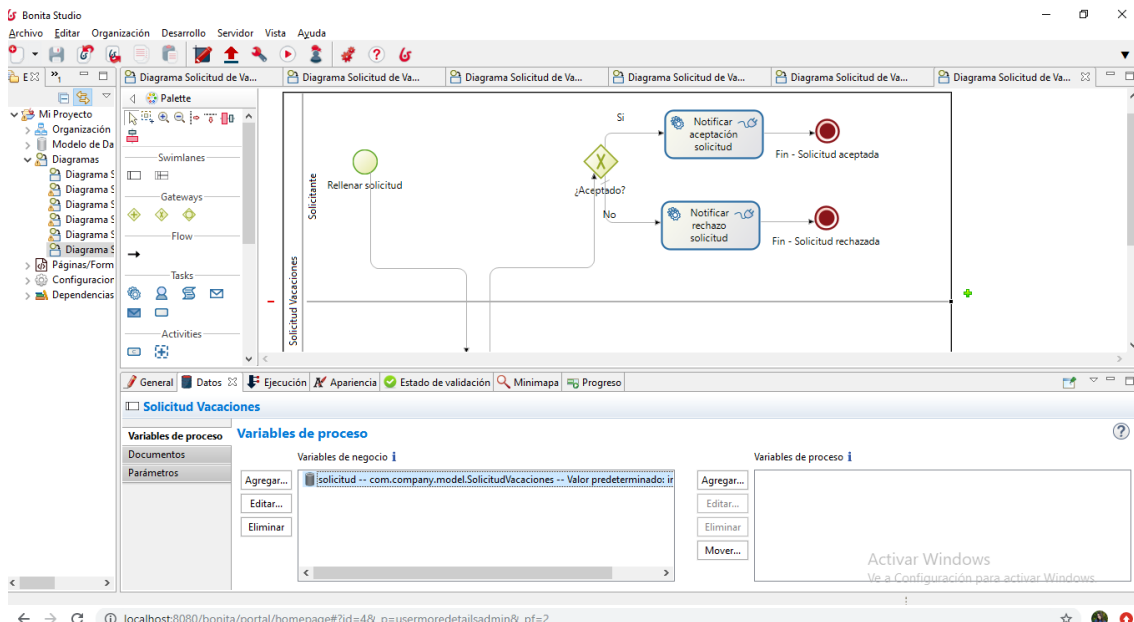 Bonita Studio
Archivo Editar Organización Desarrollo Servidor Vista Ayuda
E
Diagrama Solicitud de Va...
Diagrama Solicitud de Va...
Diagrama Solicitud de Va...
Diagrama Solicitud de Va...
Diagrama Solicitud de Va...
Diagrama Solicitud de Va...
Mi Proyecto
Organización
Modelo de Da
Diagramas
Diagrama S
Diagrama S
Diagrama S
Diagrama S
Diagrama S
Diagrama S
Páginas/Form
Configuracior
Dependencias
Palette
Swimlanes
Gateways
Flow
Tasks
Activities
Solicitud Vacaciones
Solicitante
Rellenar solicitud
¿Aceptado?
Si
No
Notificar
aceptación
solicitud
Fin - Solicitud aceptada
Notificar
rechazo
solicitud
Fin - Solicitud rechazada
General Datos Ejecución Apariencia Estado de validación Minimapa Progreso
Solicitud Vacaciones
Variables de proceso
Documentos
Parámetros
Variables de proceso
Variables de negocio
Agregar...
Editar...
Eliminar
solicitud -- com.company.model.SolicitudVacaciones -- Valor predeterminado: ir
Variables de proceso
Agregar...
Editar...
Eliminar
Mover...
Activar Windows
Ve a Configuración para activar Windows.
localhost:8080/bonita/portal/homepage#?id=4&_p=usermoredetailsadmin&_pf=2